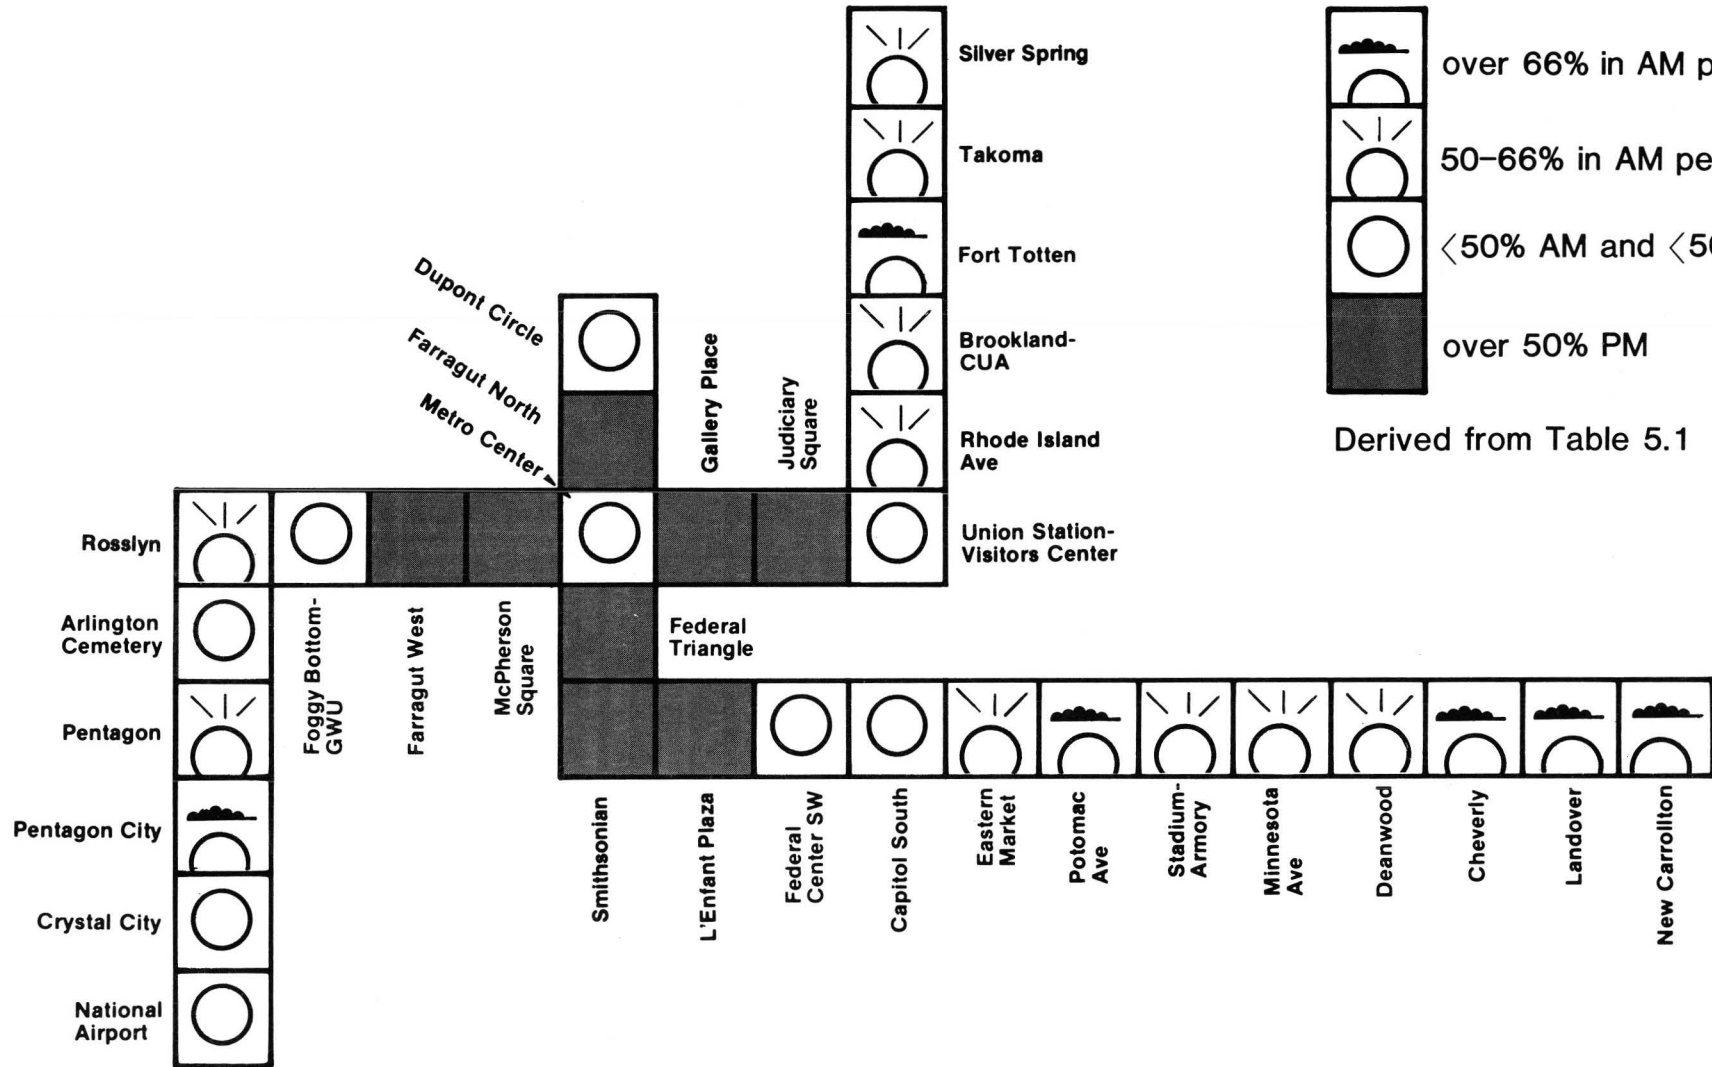 Silver Spring
Takoma
Fort Totten
Brookland-
CUA
Rhode Island
Ave
Union Station-
Visitors Center
over 66% in AM
50-66% in AM
<50% AM and
over 50% PM
Derived from Table 5.1
Dupont Circle
Farragut North
Metro Center
Gallery Place
Judiciary
Square
Rosslyn
Arlington
Cemetery
Pentagon
Pentagon City
Crystal City
National
Airport
Foggy Bottom-
GWU
Farragut West
McPherson
Square
Federal
Triangle
Smithsonian
L'Enfant Plaza
Federal
Center SW
Capitol South
Eastern
Market
Potomac
Ave
Stadium-
Armory
Minnesota
Ave
Deanwood
Cheverly
Landover
New Carrollton